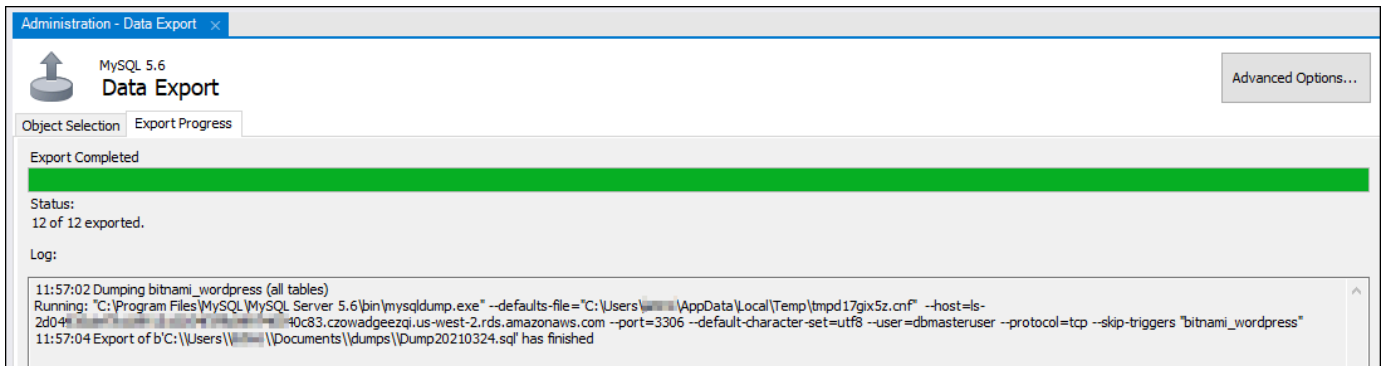 Administration - Data Export ×
MySQL 5.6
Data Export
Advanced Options...
Object Selection
Export Progress
Export Completed
Status:
12 of 12 exported.
Log:
11:57:02 Dumping bitnami_wordpress (all tables)
Running: "C:\Program Files\MySQL\MySQL Server 5.6\bin\mysqldump.exe" --defaults-file="C:\Users\ \AppData\Local\Temp\tmpd17gix5z.cnf" --host=ls-
2d04 40c83.czowadgeezqi.us-west-2.rds.amazonaws.com --port=3306 --default-character-set=utf8 --user=dbmasteruser --protocol=tcp --skip-triggers "bitnami_wordpress"
11:57:04 Export of b'C:\\Users\\ \\Documents\\dumps\\Dump20210324.sql' has finished